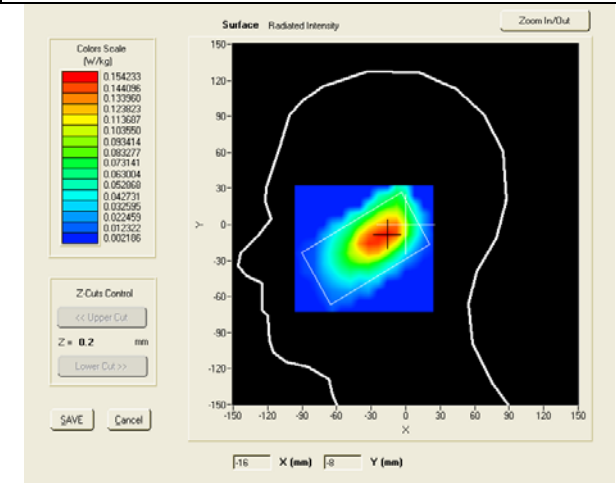 Surface Radiated Intensity
Zoom In/Out
Colors Scale
(W/kg)
0.154233
0.144096
0.133960
0.123823
0.113687
0.103550
0.093414
0.083277
0.073141
0.063004
0.052868
0.042731
0.032595
0.022459
0.012322
0.002186
150
120
90
60
30
0
-30
-60
-90
-120
-150
Y
-150 -120 -90 -60 -30 0 30 60 90 120 150
X
Z-Cuts Control
<< Upper Cut
Z = 0.2 mm
Lower Cut >>
SAVE Cancel
-16 X (mm) -8 Y (mm)